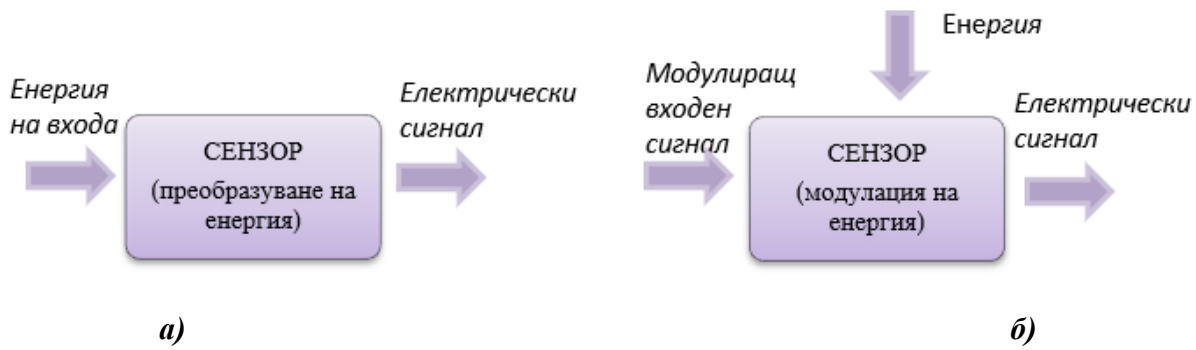 Енергия
на входа
СЕНЗОР
(преобразуване на
енергия)
Електрически
сигнал
а)
Енергия
Модулиращ
входен
сигнал
СЕНЗОР
(модулация на
енергия)
Електрически
сигнал
б)